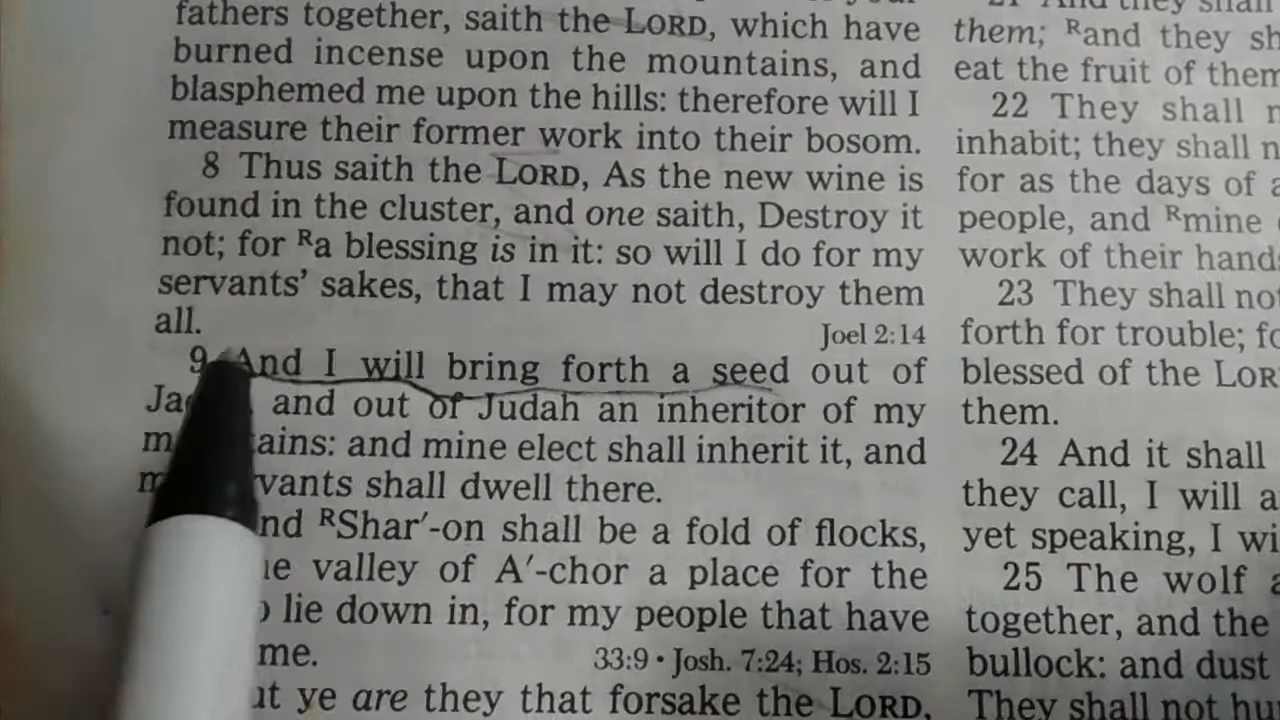 fathers together, saith the LORD, which have
burned incense upon the mountains, and
blasphemed me upon the hills: therefore will I
measure their former work into their bosom.
8 Thus saith the LORD, As the new wine is
found in the cluster, and one saith, Destroy it
not; for ᴿa blessing is in it: so will I do for my
servants’ sakes, that I may not destroy them
all. Joel 2:14
9 And I will bring forth a seed out of
and out of Judah an inheritor of my
and mine elect shall inherit it, and
shall dwell there.
ᴿShar′-on shall be a fold of flocks,
valley of A′-chor a place for the
lie down in, for my people that have
me. 33:9 • Josh. 7:24; Hos. 2:15
ye are they that forsake the LORD,
them; ᴿand they
eat the fruit of them
22 They shall
inhabit; they shall
for as the days of
people, and ᴿmine
work of their
23 They shall
forth for trouble;
blessed of the
them.
24 And it shall
they call, I will
yet speaking, I
25 The wolf
together, and the
bullock: and dust
They shall not